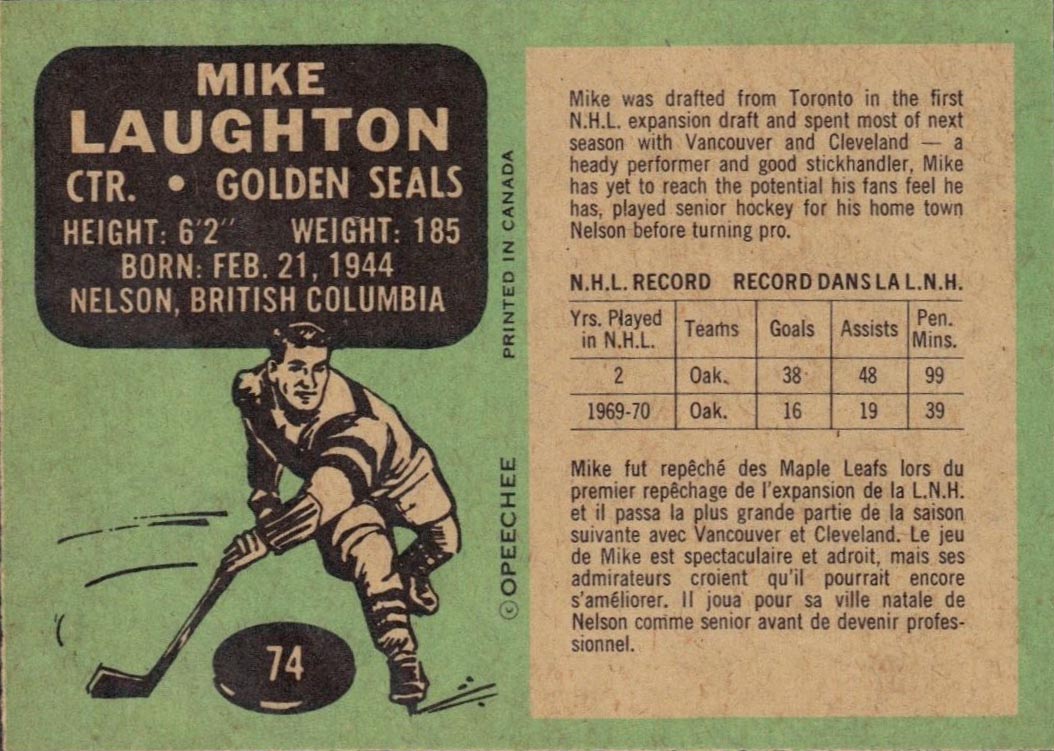 MIKE
LAUGHTON
CTR. • GOLDEN SEALS
HEIGHT: 6'2" WEIGHT: 185
BORN: FEB. 21, 1944
NELSON, BRITISH COLUMBIA
74
PRINTED IN CANADA
© OPEECHEE
Mike was drafted from Toronto in the first
N.H.L. expansion draft and spent most of next
season with Vancouver and Cleveland — a
heady performer and good stickhandler, Mike
has yet to reach the potential his fans feel he
has, played senior hockey for his home town
Nelson before turning pro.
N.H.L. RECORD RECORD DANS LA L.N.H.
Yrs. Played in N.H.L. Teams Goals Assists Pen. Mins.
2 Oak. 38 48 99
1969-70 Oak. 16 19 39
Mike fut repêché des Maple Leafs lors du
premier repêchage de l'expansion de la L.N.H.
et il passa la plus grande partie de la saison
suivante avec Vancouver et Cleveland. Le jeu
de Mike est spectaculaire et adroit, mais ses
admirateurs croient qu'il pourrait encore
s'améliorer. Il joua pour sa ville natale de
Nelson comme senior avant de devenir profes-
sionnel.